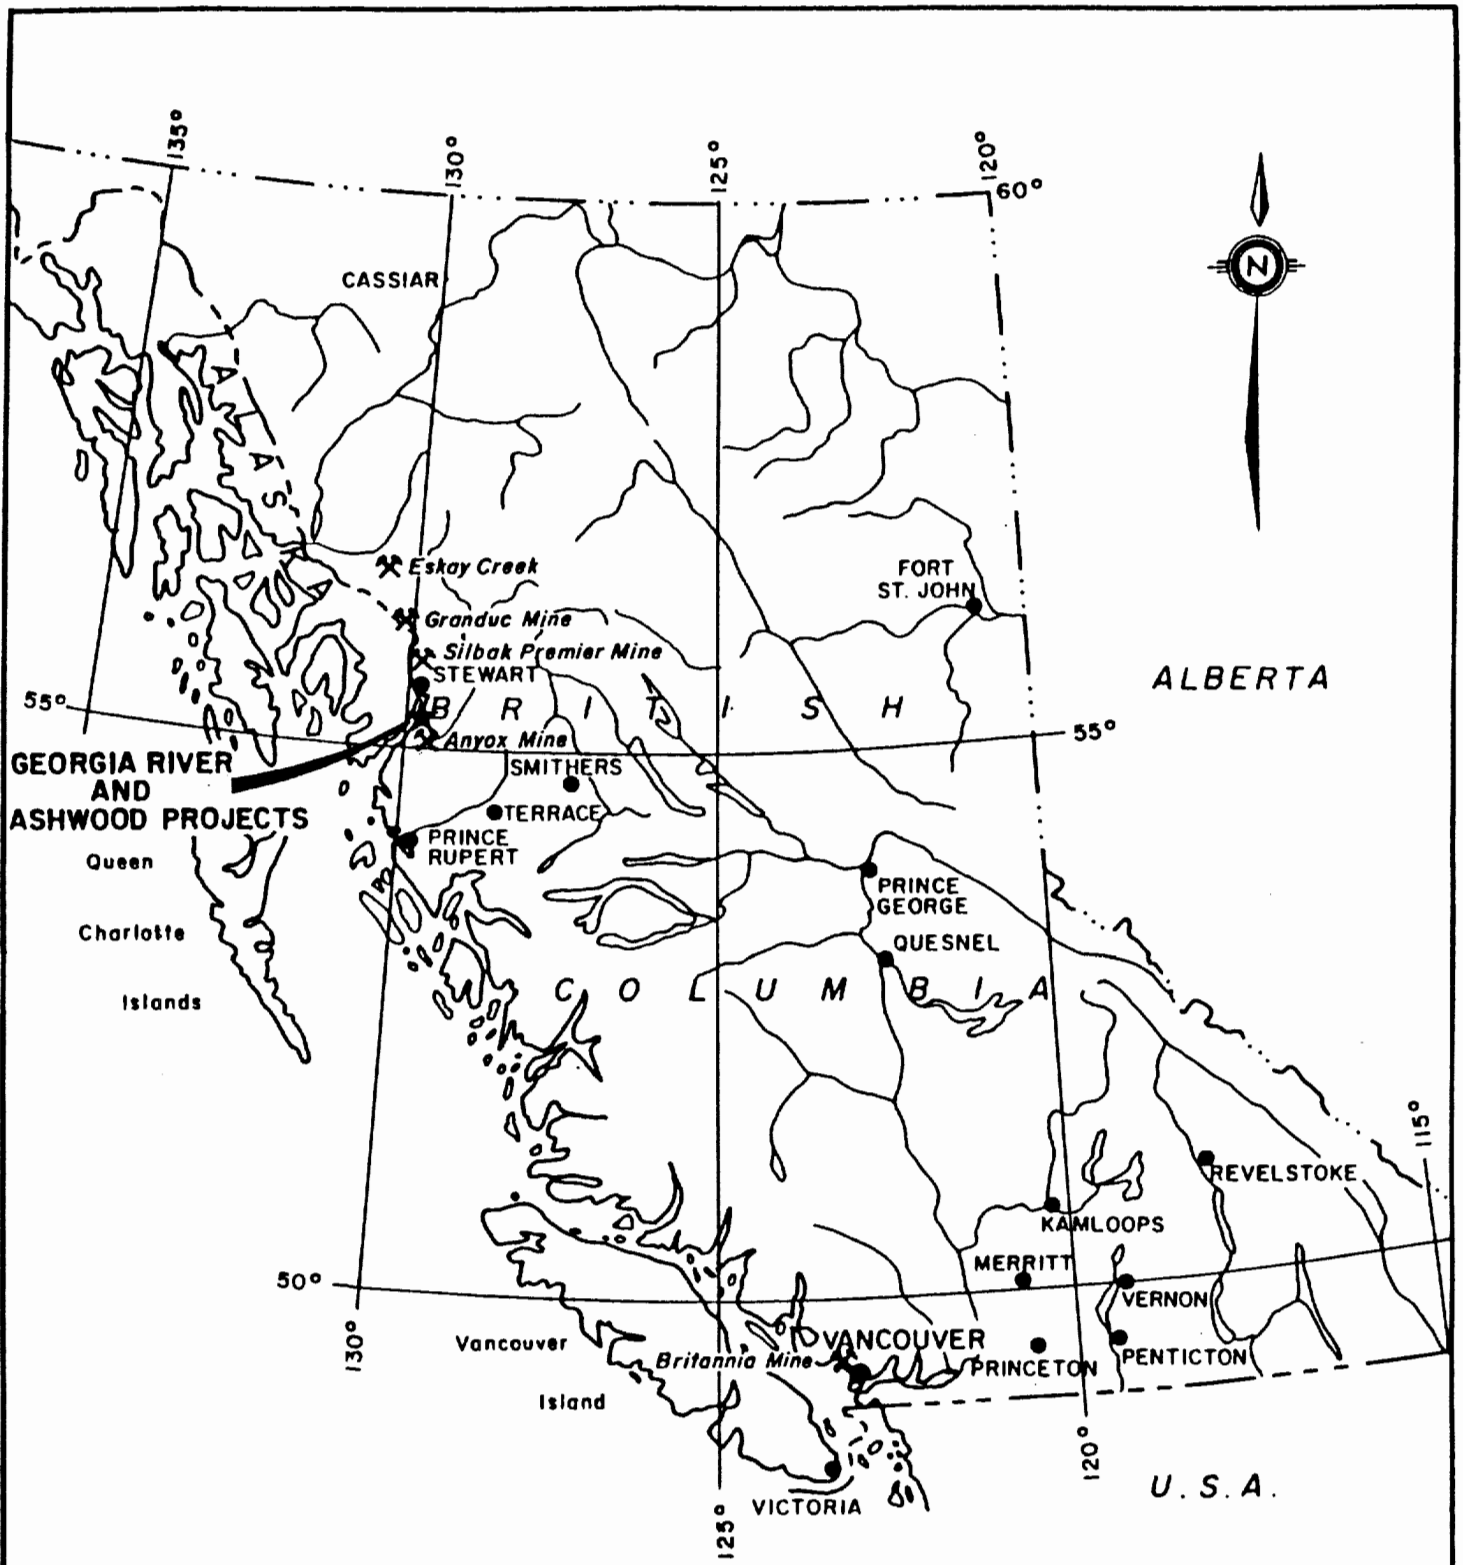 135°
130°
125°
120°
60°
N
CASSIAR
ALASKA
Eskay Creek
Granduc Mine
Silbak Premier Mine
STEWART
FORT
ST. JOHN
ALBERTA
55°
BRITISH
55°
Anyox Mine
GEORGIA RIVER
AND
ASHWOOD PROJECTS
SMITHERS
TERRACE
PRINCE
RUPERT
Queen
Charlotte
Islands
PRINCE
GEORGE
QUESNEL
COLUMBIA
115°
REVELSTOKE
KAMLOOPS
MERRITT
50°
VERNON
130°
Vancouver
Island
VANCOUVER
Britannia Mine
PRINCETON
PENTICTON
120°
U.S.A.
VICTORIA
125°